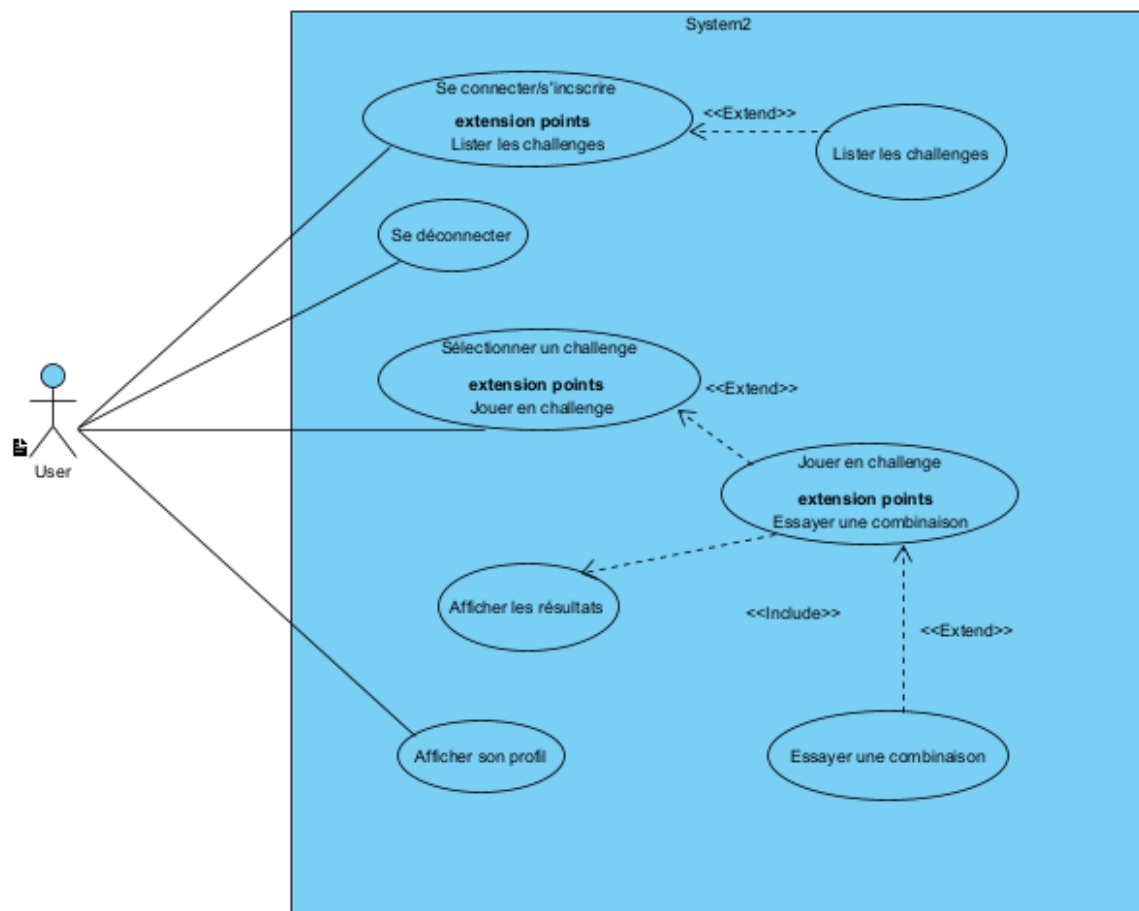 System2
Se connecter/s'incscrire
extension points
Lister les challenges
<<Extend>>
Lister les challenges
Se déconnecter
Sélectionner un challenge
extension points
Jouer en challenge
<<Extend>>
User
Jouer en challenge
extension points
Essayer une combinaison
Afficher les résultats
<<Include>>
<<Extend>>
Afficher son profil
Essayer une combinaison